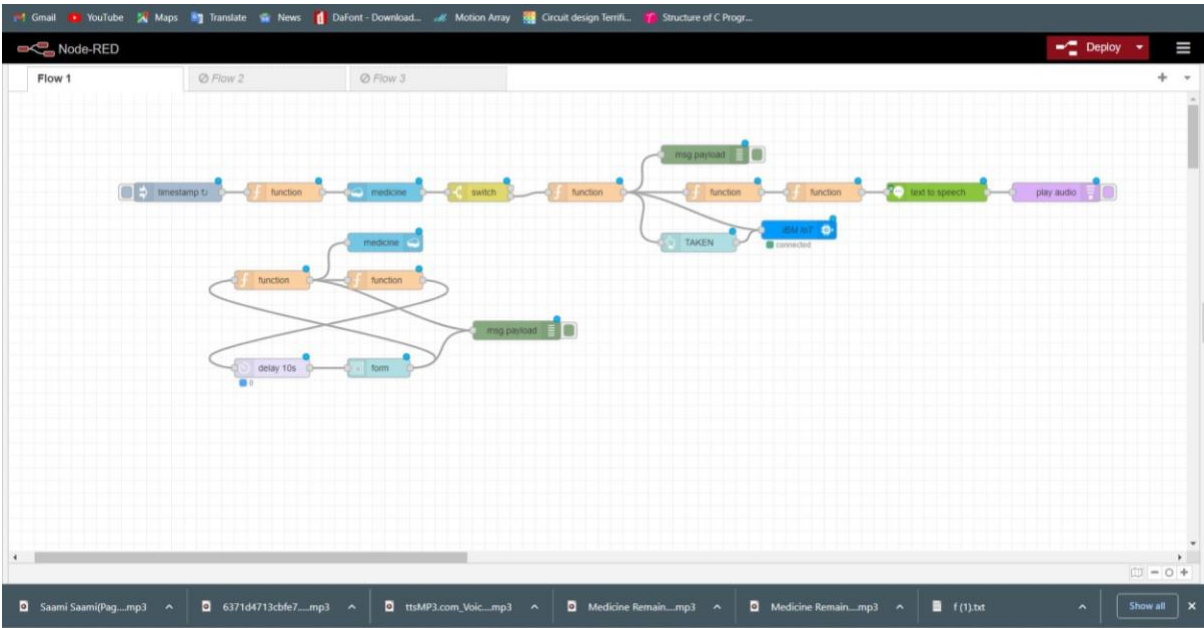 Gmail YouTube Maps Translate News DaFont - Download... Motion Array Circuit design Terrifi... Structure of C Progr...
Node-RED Deploy
Flow 1 Flow 2 Flow 3
msg.payload
timestamp ↻ function medicine switch function function function text to speech play audio
IBM IoT
medicine TAKEN connected
function function
msg.payload
delay 10s form
0
Saami Saami(Pag....mp3 6371d4713cbfe7....mp3 ttsMP3.com_Voic....mp3 Medicine Remain....mp3 Medicine Remain....mp3 f (1).txt Show all